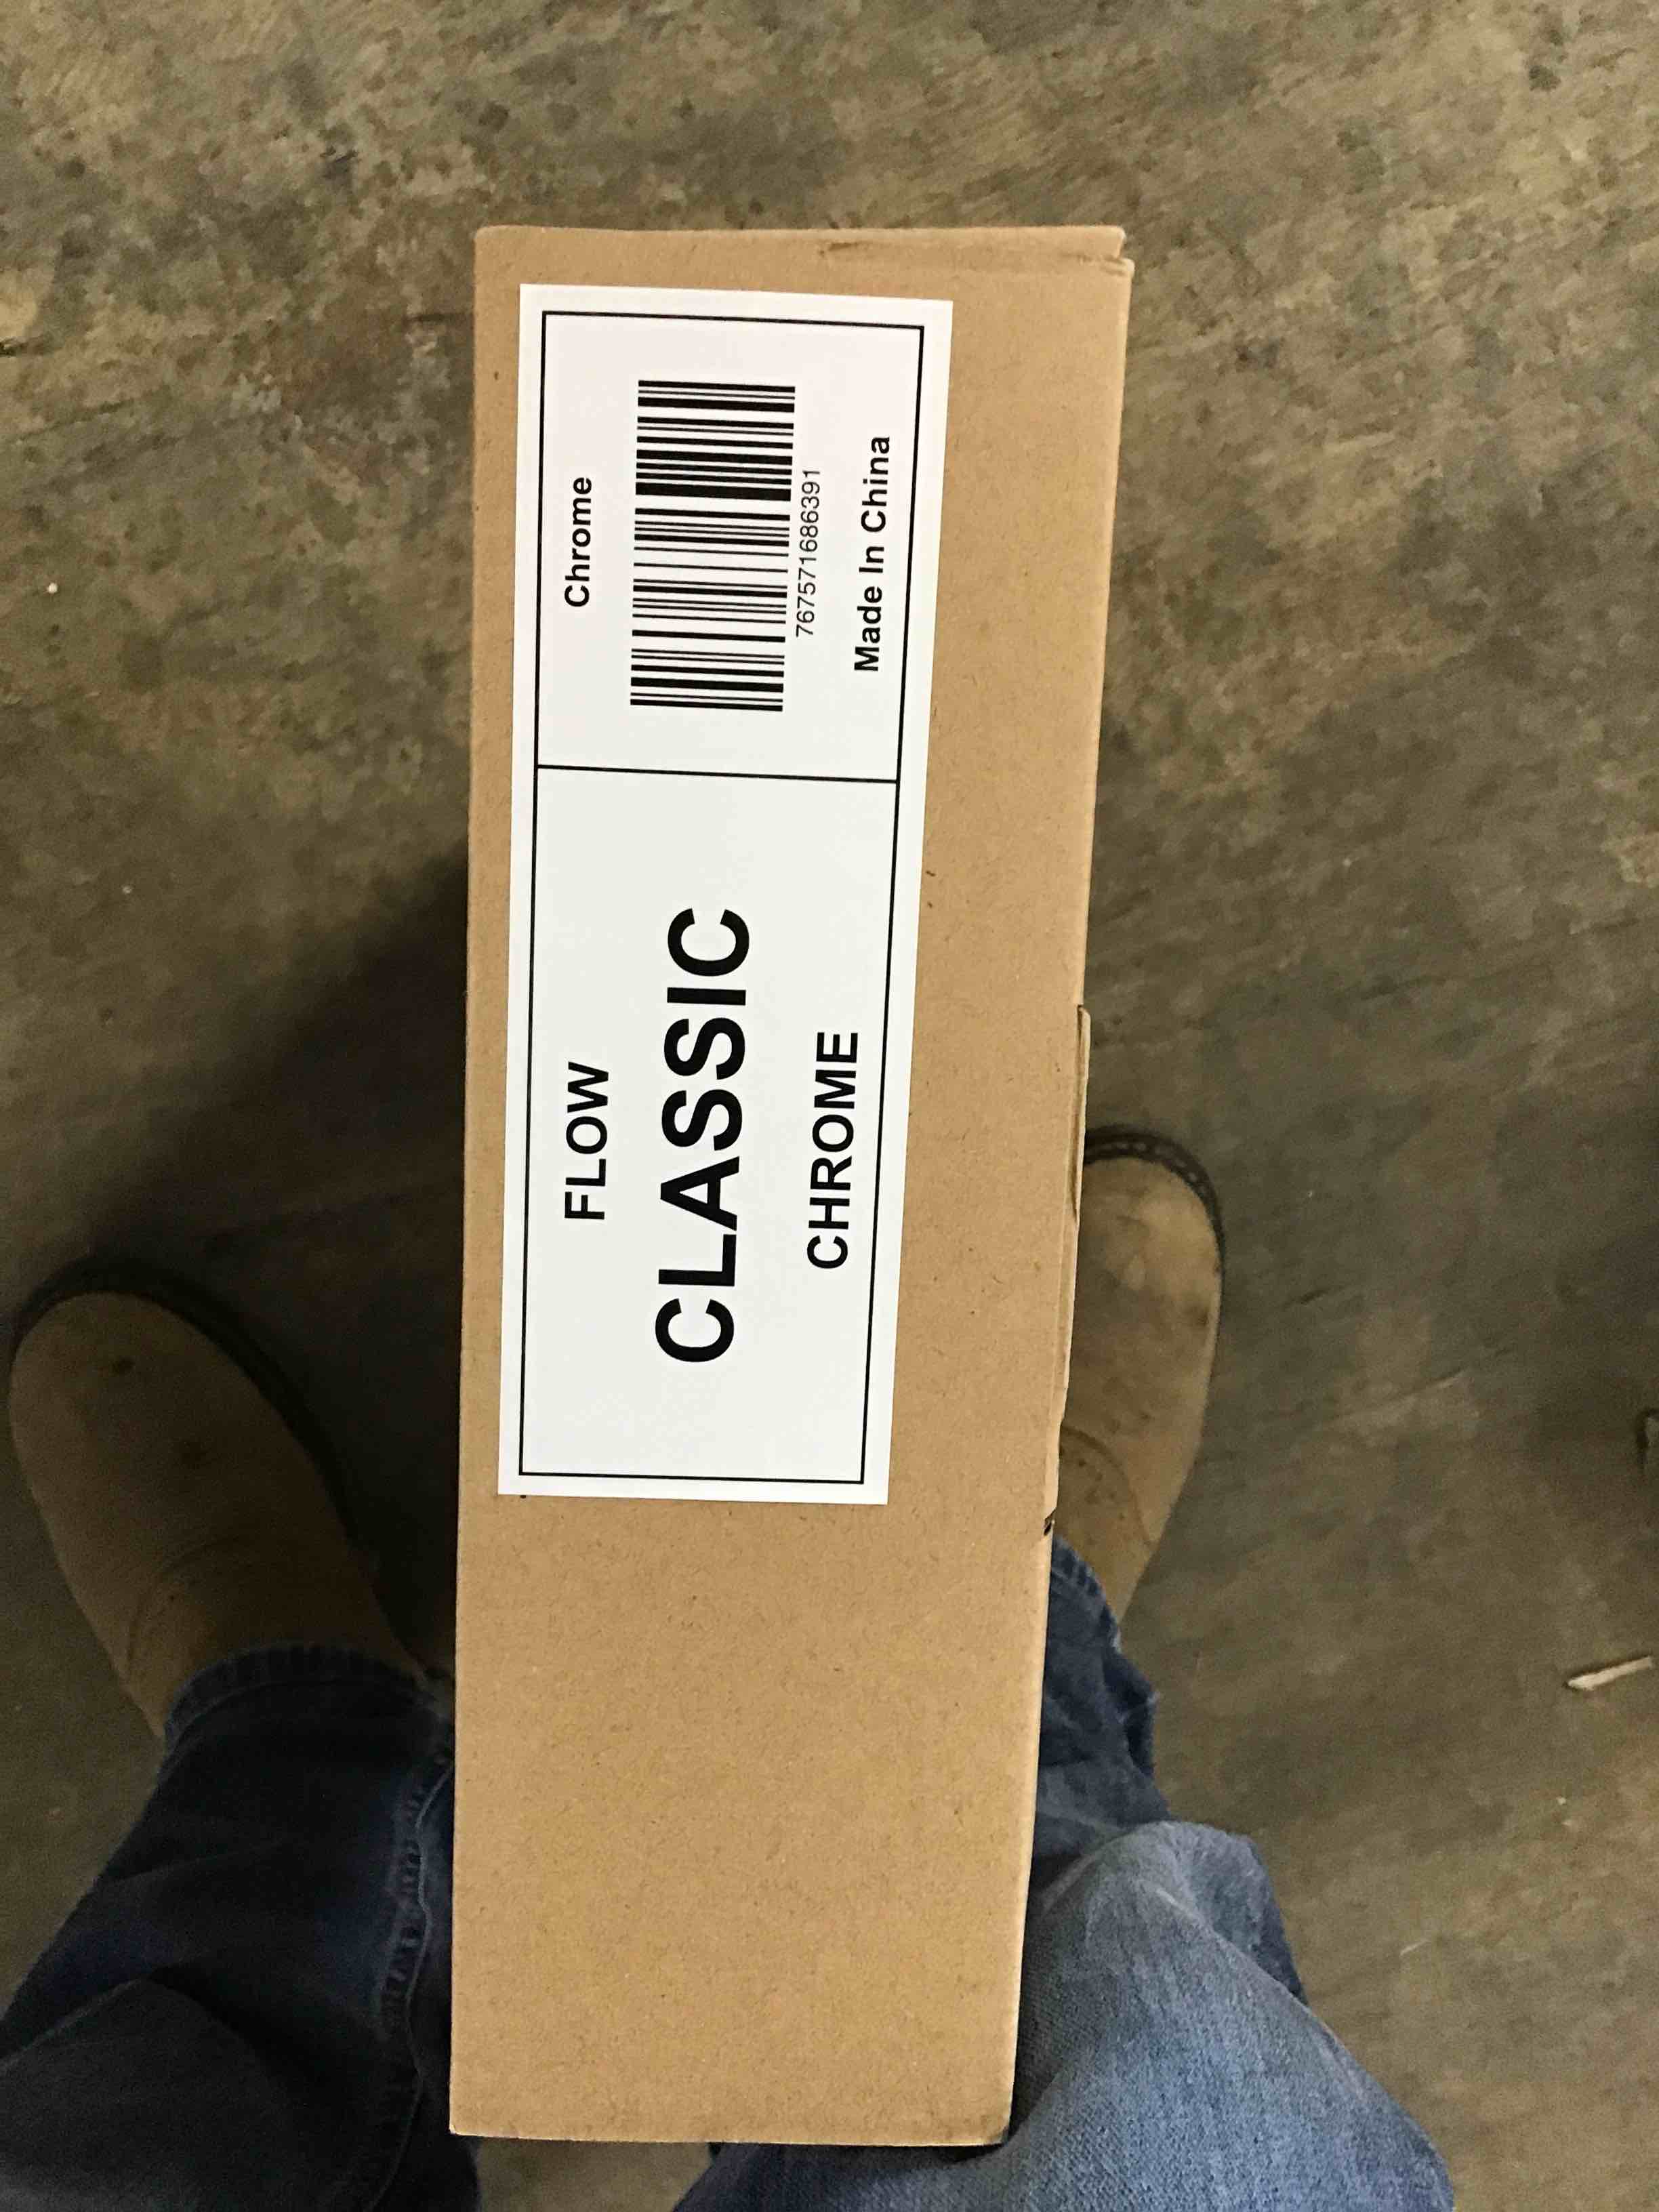 FLOW
CLASSIC
CHROME
Chrome
767571686391
Made In China